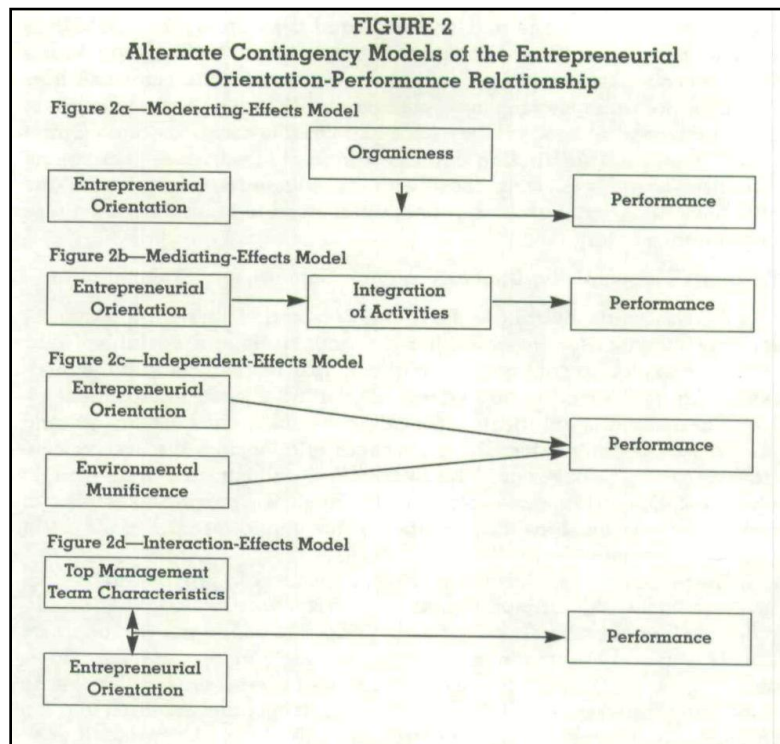 FIGURE 2
Alternate Contingency Models of the Entrepreneurial
Orientation-Performance Relationship
Figure 2a—Moderating-Effects Model
Organicness
Entrepreneurial
Orientation
Performance
Figure 2b—Mediating-Effects Model
Entrepreneurial
Orientation
Integration
of Activities
Performance
Figure 2c—Independent-Effects Model
Entrepreneurial
Orientation
Performance
Environmental
Munificence
Figure 2d—Interaction-Effects Model
Top Management
Team Characteristics
Performance
Entrepreneurial
Orientation